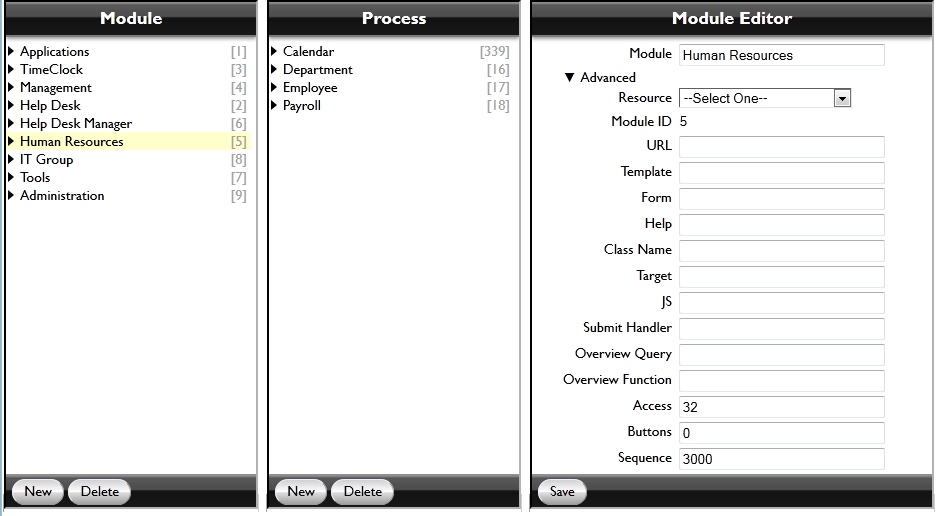 Module
Applications [1]
TimeClock [3]
Management [4]
Help Desk [2]
Help Desk Manager [6]
Human Resources [5]
IT Group [8]
Tools [7]
Administration [9]
New Delete
Process
Calendar [339]
Department [16]
Employee [17]
Payroll [18]
New Delete
Module Editor
Module Human Resources
Advanced
Resource --Select One--
Module ID 5
URL
Template
Form
Help
Class Name
Target
JS
Submit Handler
Overview Query
Overview Function
Access 32
Buttons 0
Sequence 3000
Save